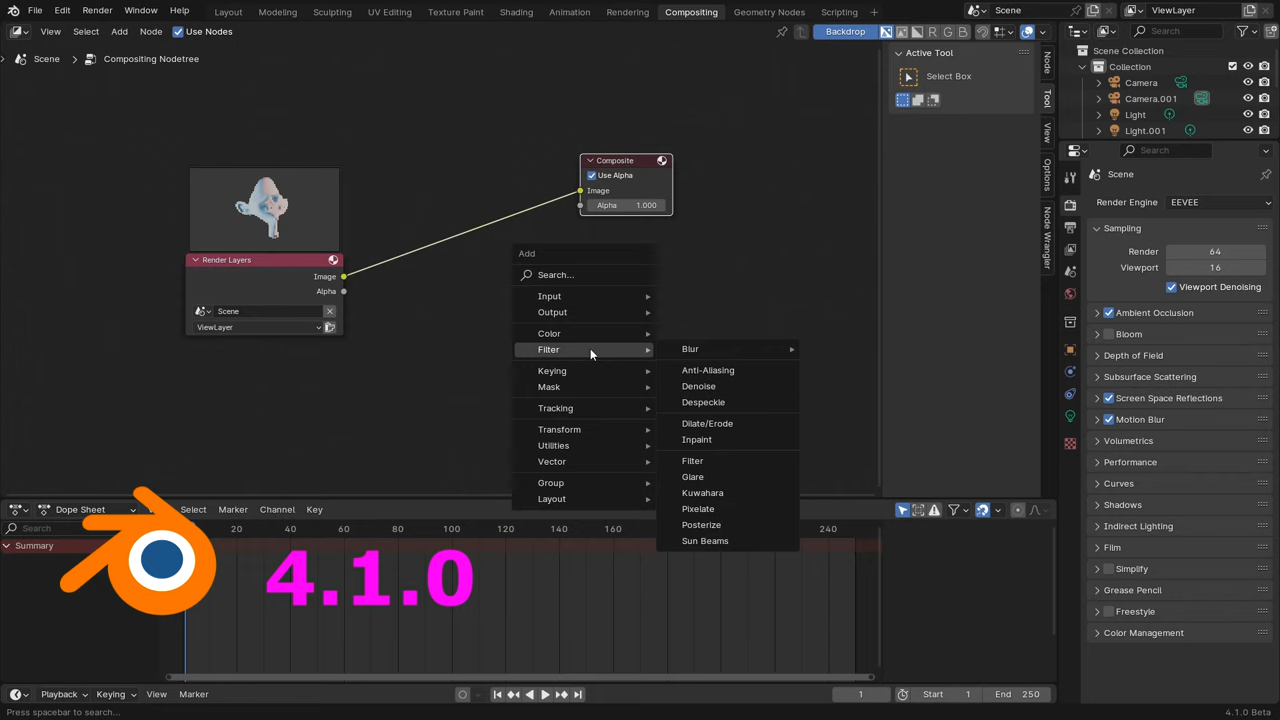 File Edit Render Window Help Layout Modeling Sculpting UV Editing Texture Paint Shading Animation Rendering Compositing Geometry Nodes Scripting + Scene ViewLayer
View Select Add Node Use Nodes Backdrop R G B Search
Scene > Compositing Nodetree
Active Tool
Select Box
Node
Tool
View
Options
Node Wrangler
Scene Collection
Collection
Camera
Camera.001
Light
Light.001
Search
Scene
Render Engine EEVEE
Sampling
Render 64
Viewport 16
Viewport Denoising
Ambient Occlusion
Bloom
Depth of Field
Subsurface Scattering
Screen Space Reflections
Motion Blur
Volumetrics
Performance
Curves
Shadows
Indirect Lighting
Film
Simplify
Grease Pencil
Freestyle
Color Management
Composite
Use Alpha
Image
Alpha 1.000
Render Layers
Image
Alpha
Scene
ViewLayer
Add
Search...
Input
Output
Color
Filter
Keying
Mask
Tracking
Transform
Utilities
Vector
Group
Layout
Blur
Anti-Aliasing
Denoise
Despeckle
Dilate/Erode
Inpaint
Filter
Glare
Kuwahara
Pixelate
Posterize
Sun Beams
Dope Sheet Select Marker Channel Key
Search 20 40 60 80 100 120 140 160 240
Summary
4.1.0
Playback Keying View Marker 1 Start 1 End 250
Press spacebar to search... 4.1.0 Beta